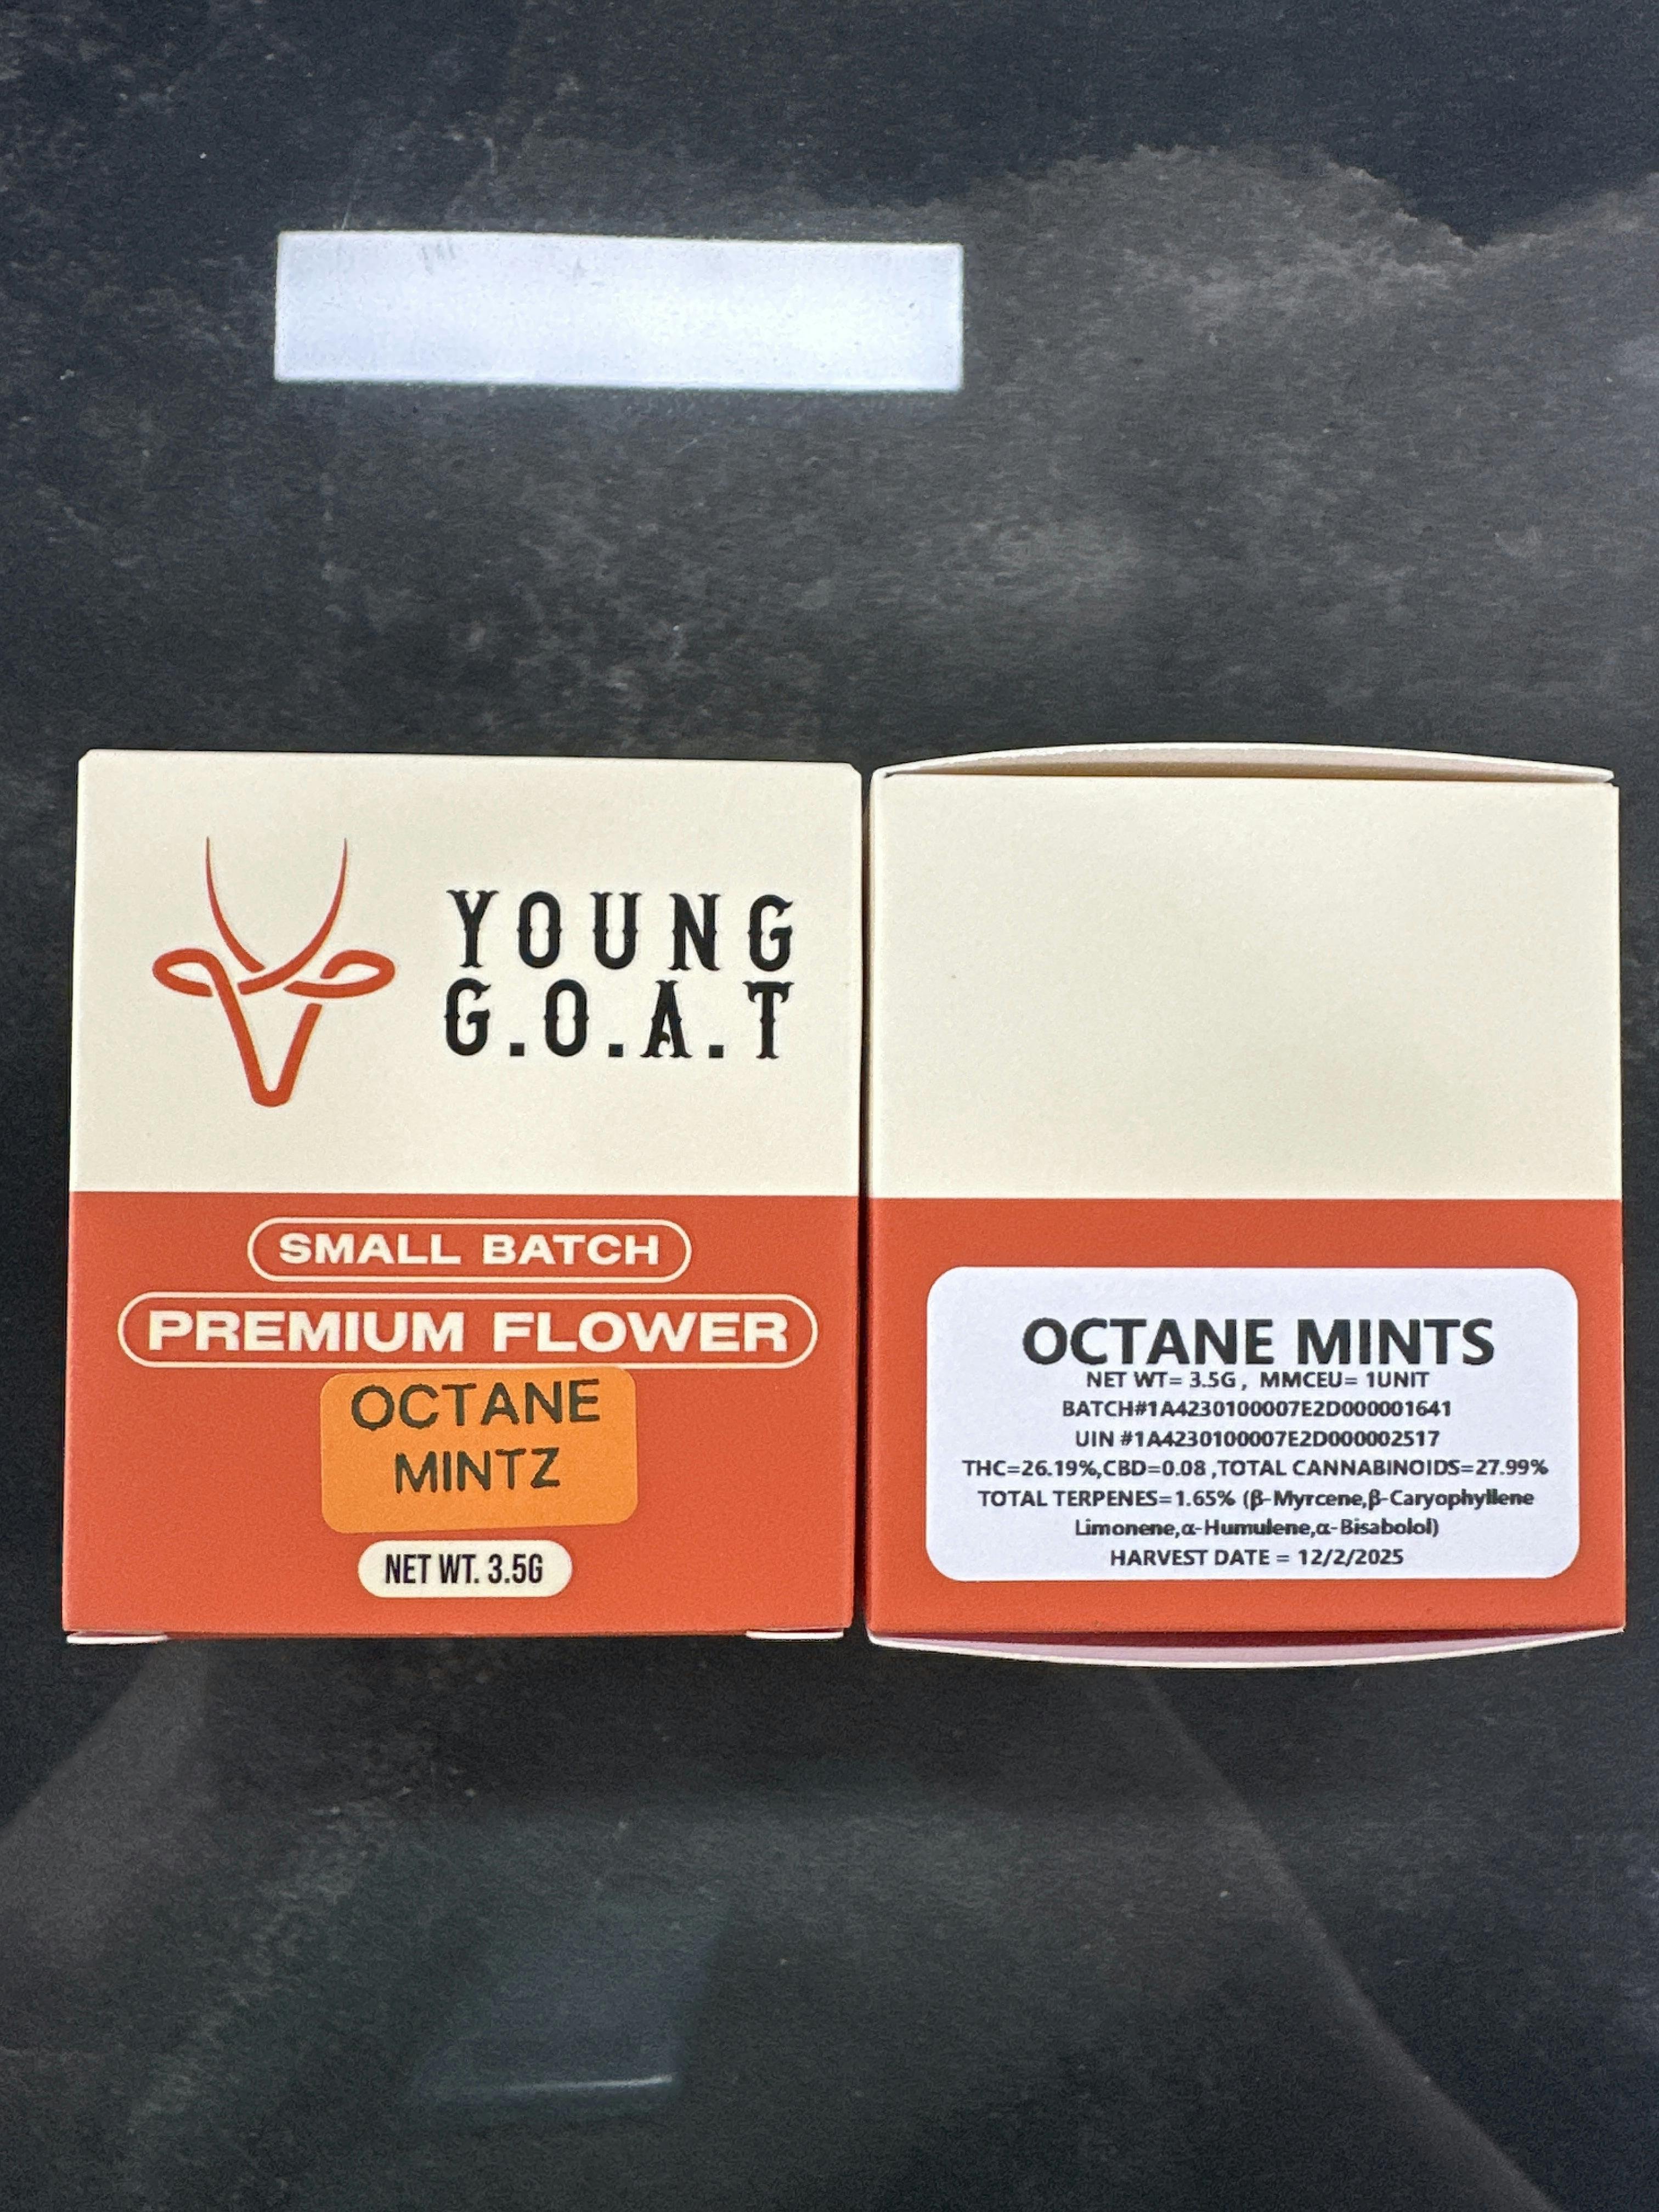 YOUNG
G.O.A.T
SMALL BATCH
PREMIUM FLOWER
OCTANE
MINTZ
NET WT. 3.5G
OCTANE MINTS
NET WT= 3.5G, MMCEU= 1UNIT
BATCH#1A4230100007E2D000001641
UIN #1A4230100007E2D000002517
THC=26.19%,CBD=0.08 ,TOTAL CANNABINOIDS=27.99%
TOTAL TERPENES=1.65% (β-Myrcene,β-Caryophyllene
Limonene,α-Humulene,α-Bisabolol)
HARVEST DATE = 12/2/2025